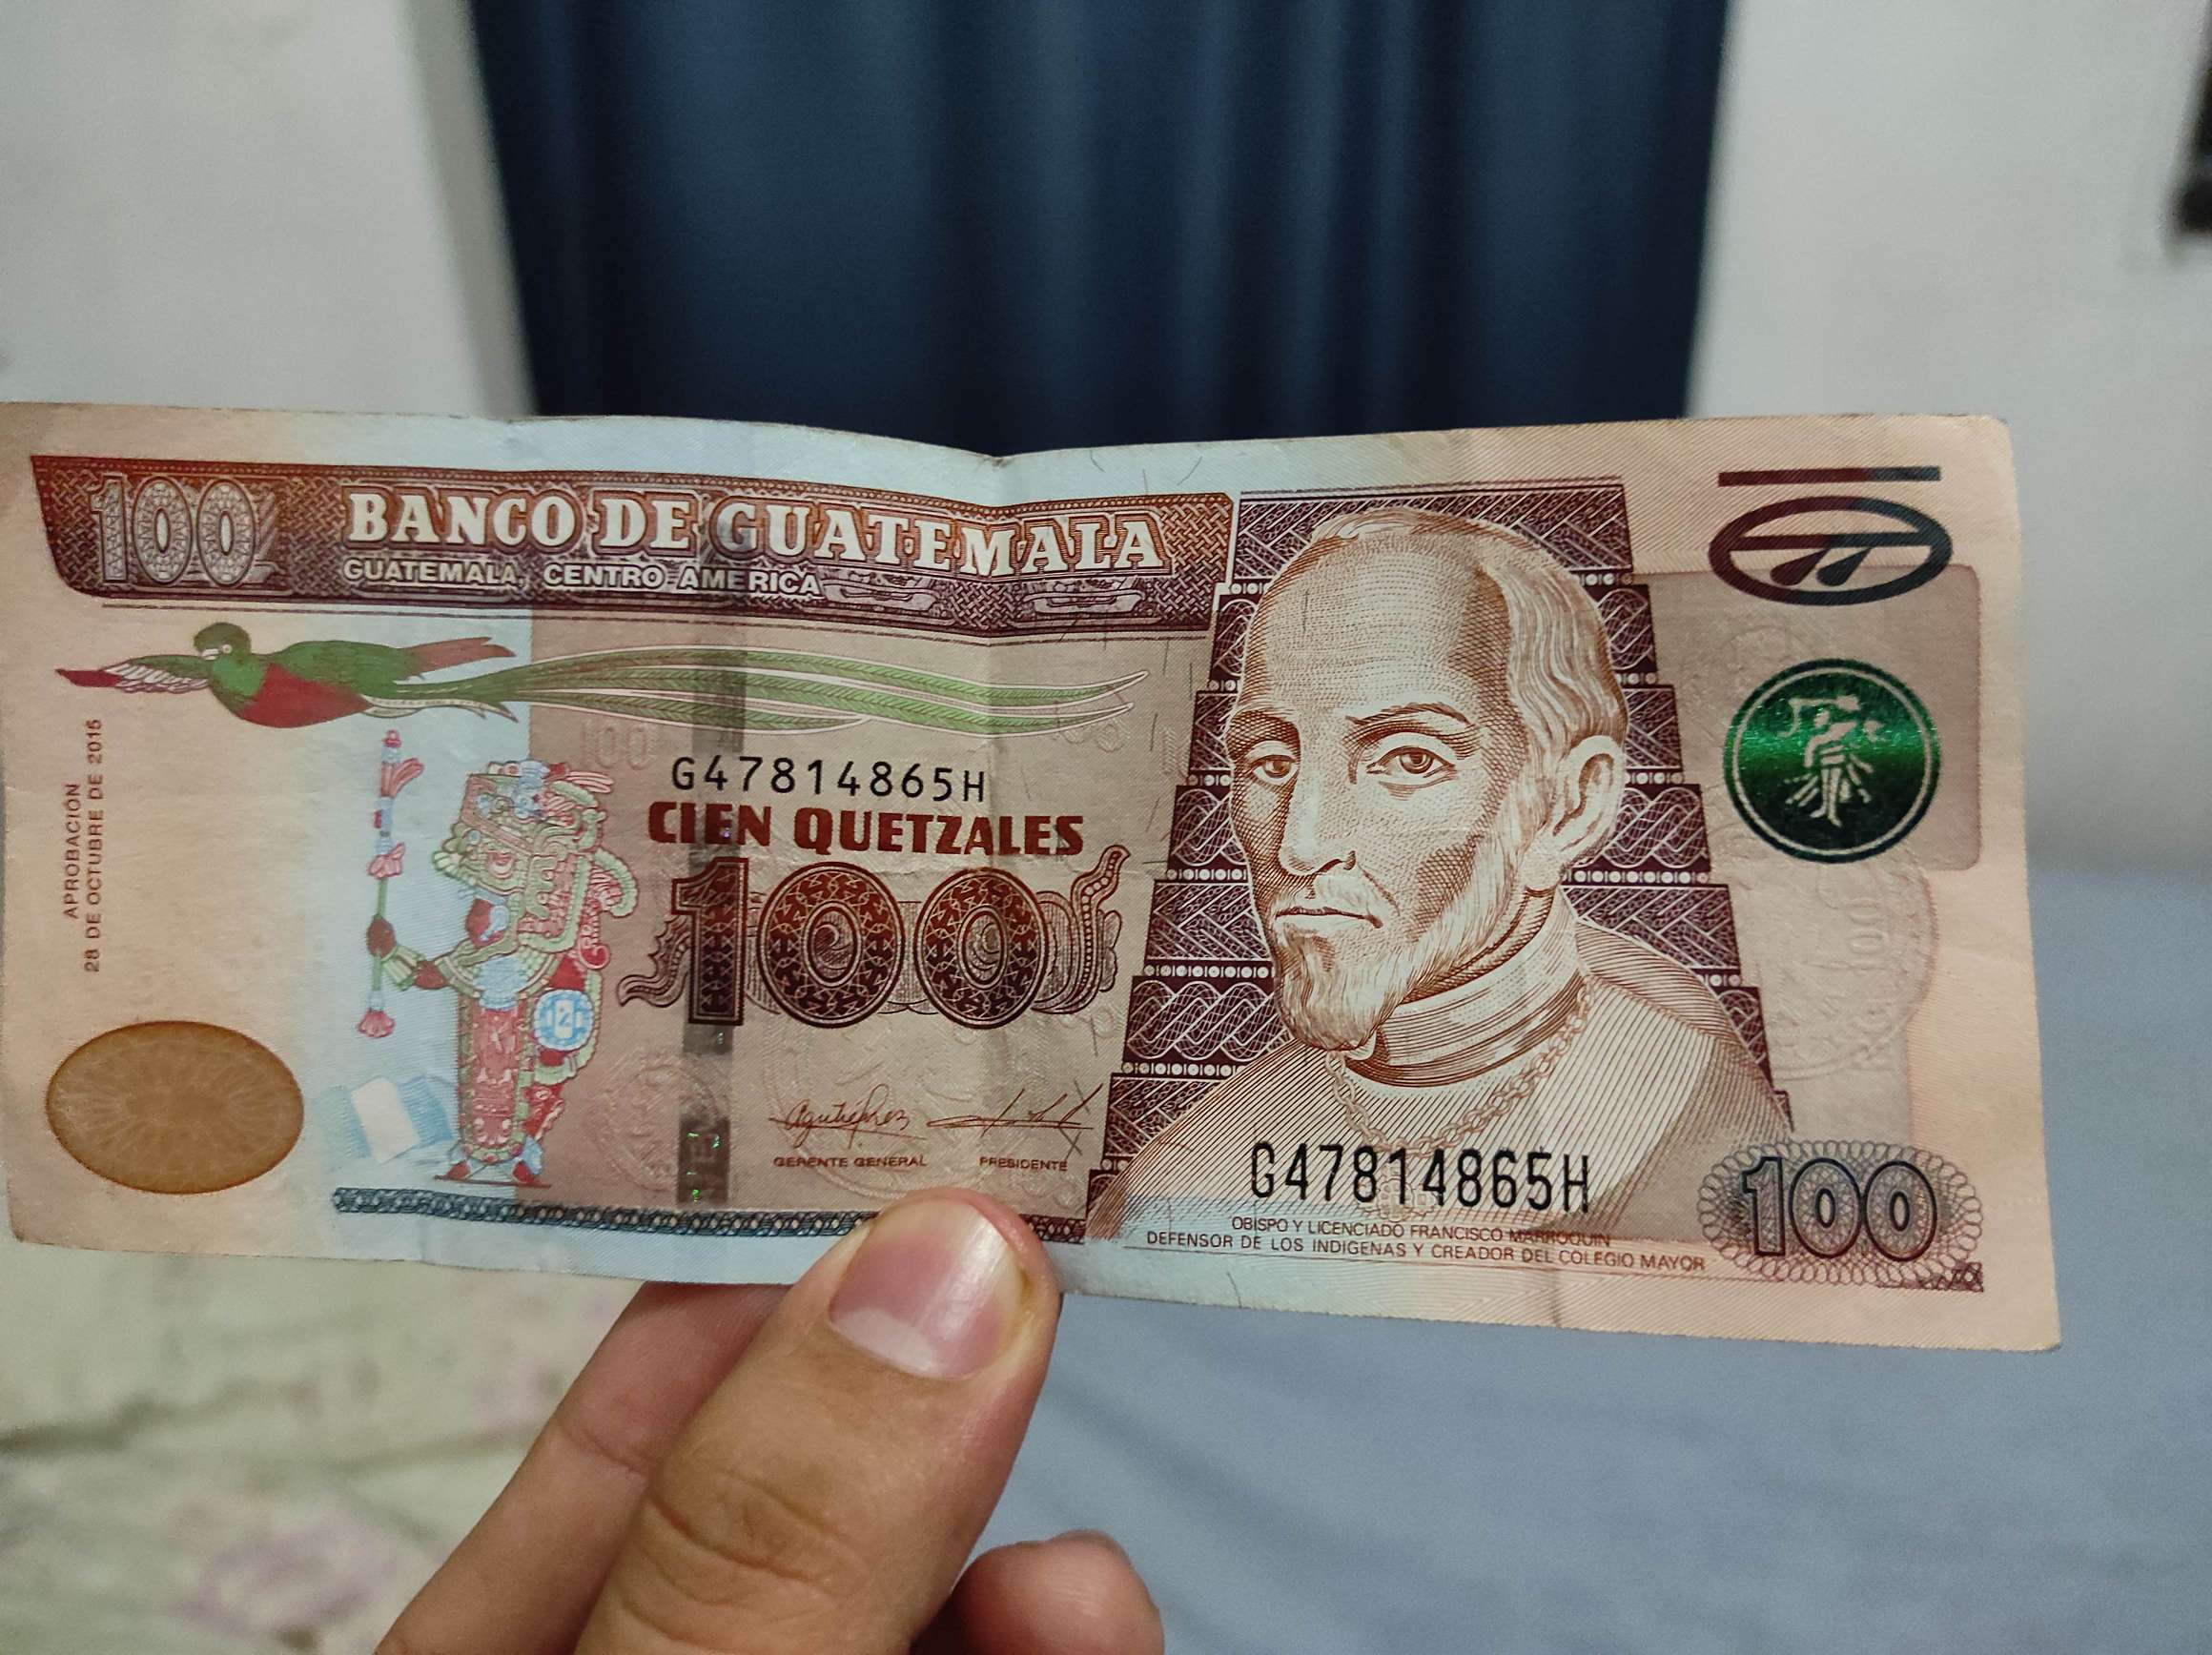 100
BANCO DE GUATEMALA
GUATEMALA, CENTRO AMERICA
APROBACIÓN
28 DE OCTUBRE DE 2015
G47814865H
CIEN QUETZALES
100
GERENTE GENERAL
PRESIDENTE
G47814865H
OBISPO Y LICENCIADO FRANCISCO MARROQUIN
DEFENSOR DE LOS INDIGENAS Y CREADOR DEL COLEGIO MAYOR
100